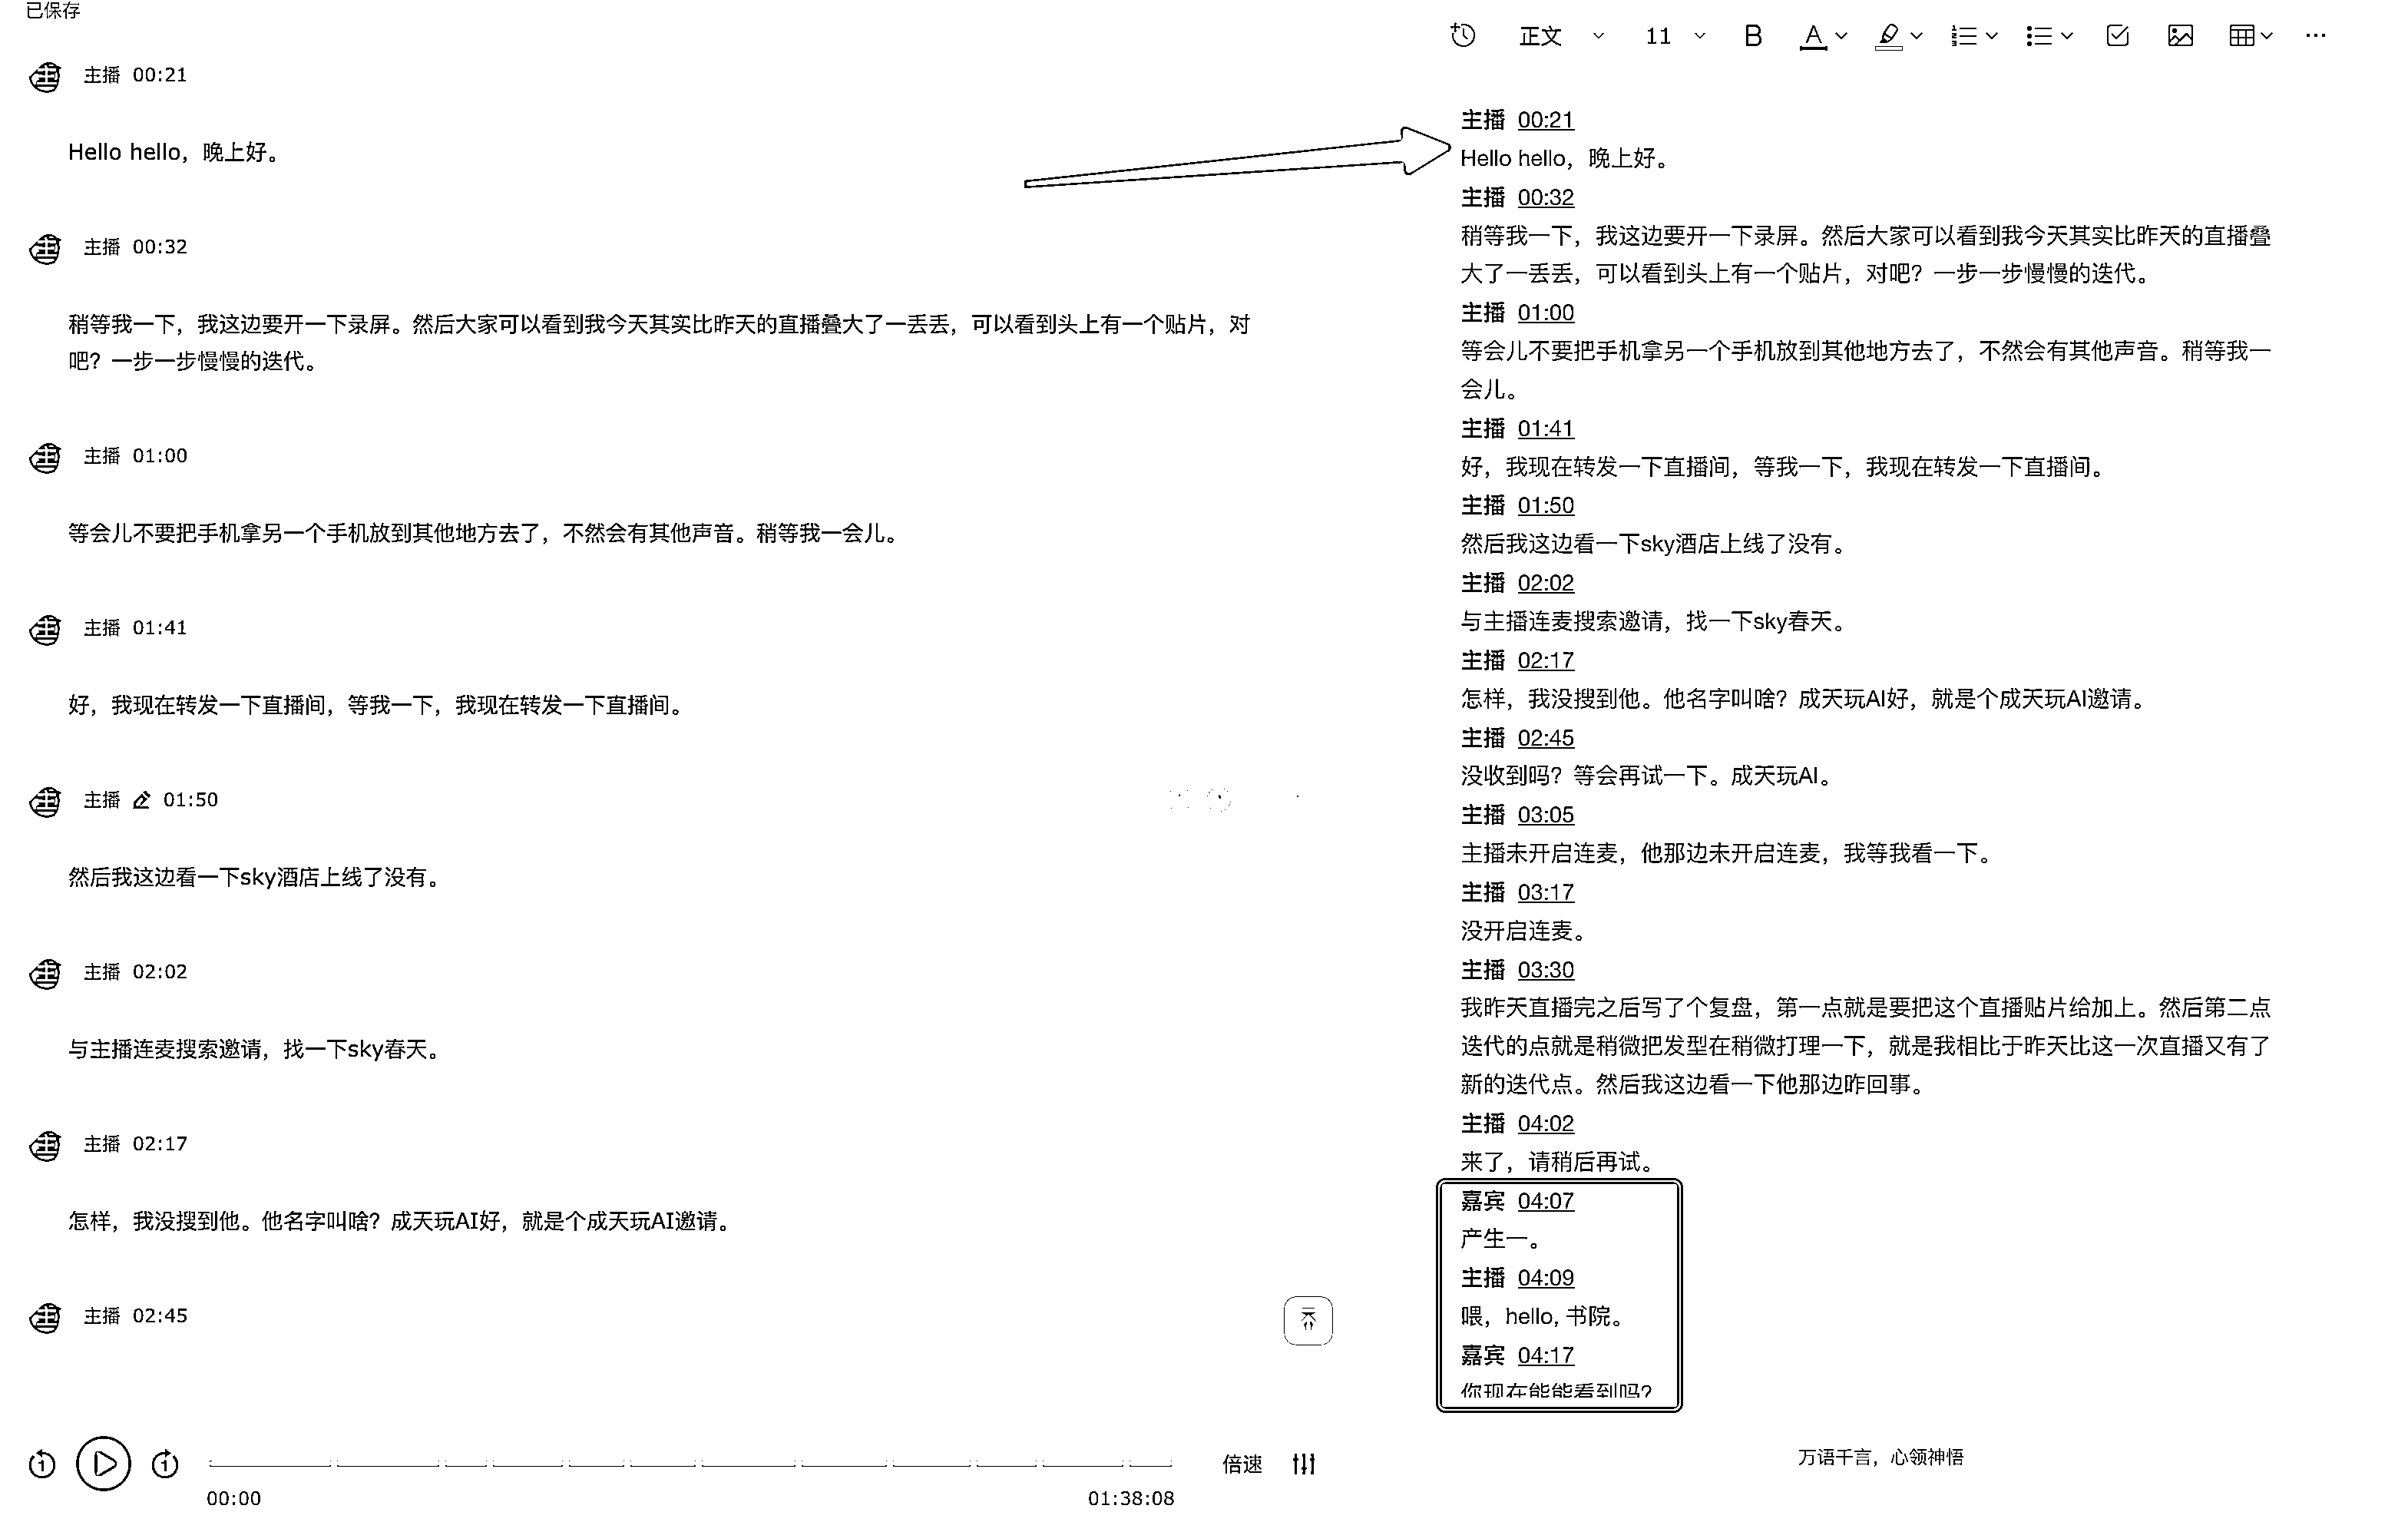 已保存
主播 00:21
Hello hello，晚上好。
主播 00:32
稍等我一下，我这边要开一下录屏。然后大家可以看到我今天其实比昨天的直播叠大了一丢丢，可以看到头上有一个贴片，对
吧？一步一步慢慢的迭代。
主播 01:00
等会儿不要把手机拿另一个手机放到其他地方去了，不然会有其他声音。稍等我一会儿。
主播 01:41
好，我现在转发一下直播间，等我一下，我现在转发一下直播间。
主播 01:50
然后我这边看一下sky酒店上线了没有。
主播 02:02
与主播连麦搜索邀请，找一下sky春天。
主播 02:17
怎样，我没搜到他。他名字叫啥？成天玩AI好，就是个成天玩AI邀请。
主播 02:45
00:00
01:38:08
倍速
正文 11 B A
主播 00:21
Hello hello，晚上好。
主播 00:32
稍等我一下，我这边要开一下录屏。然后大家可以看到我今天其实比昨天的直播叠
大了一丢丢，可以看到头上有一个贴片，对吧？一步一步慢慢的迭代。
主播 01:00
等会儿不要把手机拿另一个手机放到其他地方去了，不然会有其他声音。稍等我一
会儿。
主播 01:41
好，我现在转发一下直播间，等我一下，我现在转发一下直播间。
主播 01:50
然后我这边看一下sky酒店上线了没有。
主播 02:02
与主播连麦搜索邀请，找一下sky春天。
主播 02:17
怎样，我没搜到他。他名字叫啥？成天玩AI好，就是个成天玩AI邀请。
主播 02:45
没收到吗？等会再试一下。成天玩AI。
主播 03:05
主播未开启连麦，他那边未开启连麦，我等我看一下。
主播 03:17
没开启连麦。
主播 03:30
我昨天直播完之后写了个复盘，第一点就是要把这个直播贴片给加上。然后第二点
迭代的点就是稍微把发型在稍微打理一下，就是我相比于昨天比这一次直播又有了
新的迭代点。然后我这边看一下他那边咋回事。
主播 04:02
来了，请稍后再试。
嘉宾 04:07
产生一。
主播 04:09
喂，hello, 书院。
嘉宾 04:17
你现在能能看到吗？
万语千言，心领神悟